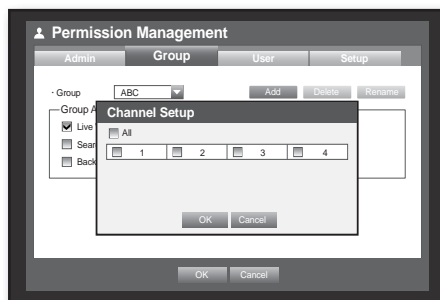 Permission Management
Admin Group User Setup
· Group ABC Add Delete Rename
Group A
Channel Setup
Live
All
Sear
1 2 3 4
Back
OK Cancel
OK Cancel